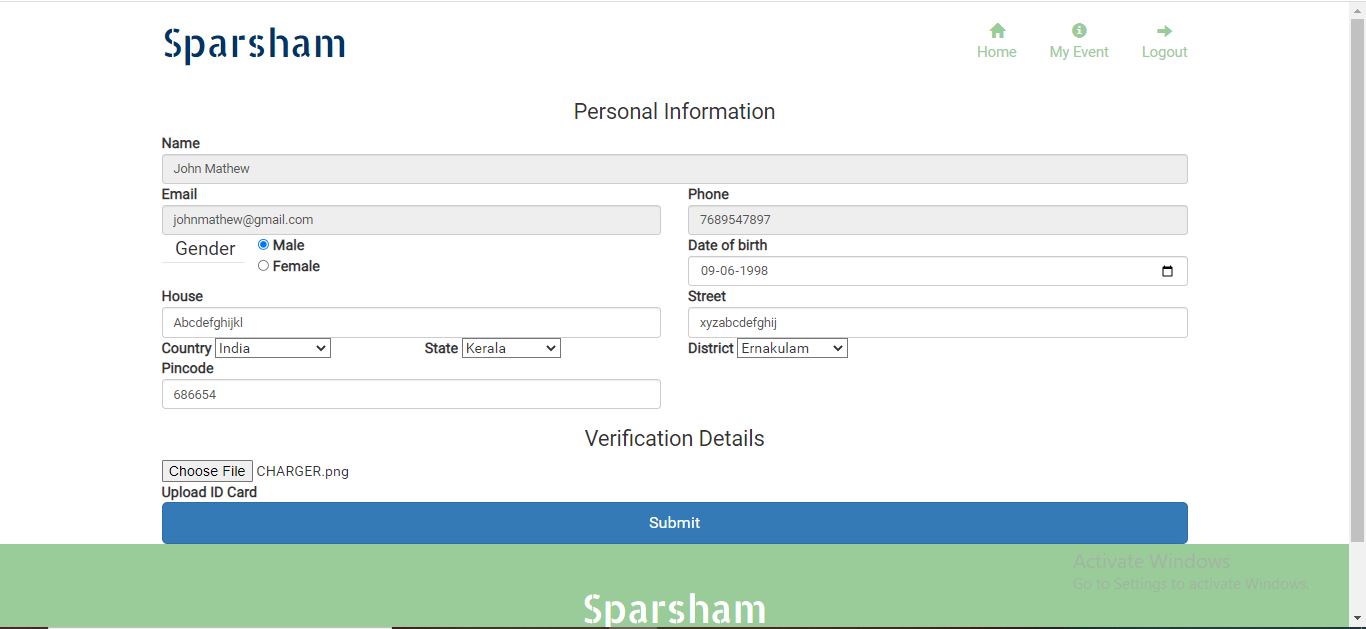 Sparsham
Home My Event Logout
Personal Information
Name
John Mathew
Email Phone
johnmathew@gmail.com 7689547897
Gender Male Date of birth
Female
09-06-1998
House Street
Abcdefghijkl xyzabcdefghij
Country India State Kerala District Ernakulam
Pincode
686654
Verification Details
Choose File CHARGER.png
Upload ID Card
Submit
Activate Windows
Go to Settings to activate Windows.
Sparsham